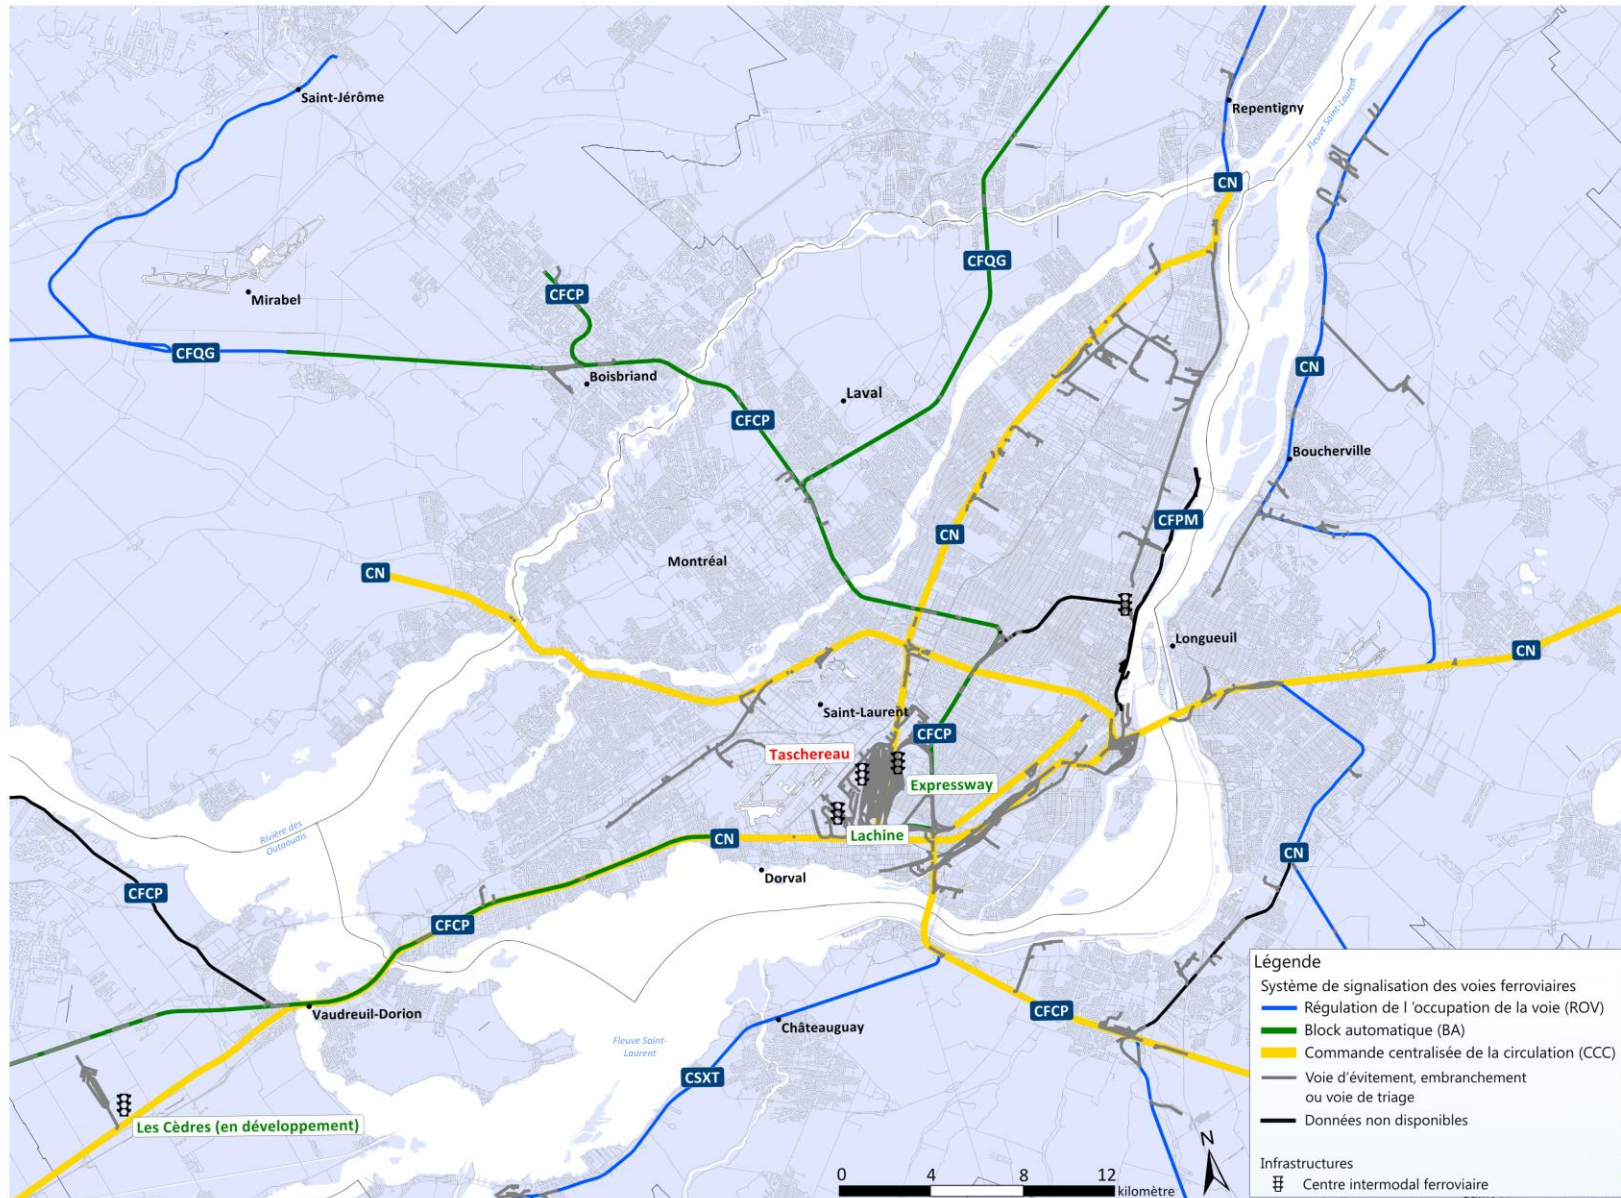 Saint-Jérôme
Repentigny
Fleuve Saint-Laurent
CN
CFQG
CFCP
Mirabel
CFQG
CN
Boisbriand
Laval
CFCP
Boucherville
CFPM
CN
Montréal
CN
Longueuil
CN
Saint-Laurent
CFCP
Taschereau
Expressway
Lachine
CN
Rivière des
Outaouais
Dorval
CN
CFCP
CFCP
Vaudreuil-Dorion
CFCP
Châteauguay
Fleuve Saint-
Laurent
CSXT
Les Cèdres (en développement)
Légende
Système de signalisation des voies ferroviaires
Régulation de l 'occupation de la voie (ROV)
Block automatique (BA)
Commande centralisée de la circulation (CCC)
Voie d'évitement, embranchement
ou voie de triage
Données non disponibles
Infrastructures
Centre intermodal ferroviaire
N
0 4 8 12
kilomètre